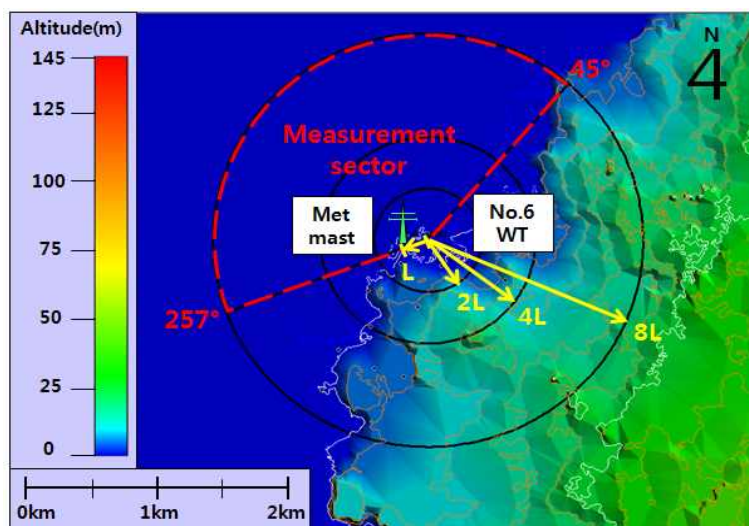 Altitude(m)
145
125
100
75
50
25
0
N
4
45°
Measurement
sector
Met
mast
No.6
WT
L
2L
4L
8L
257°
0km
1km
2km